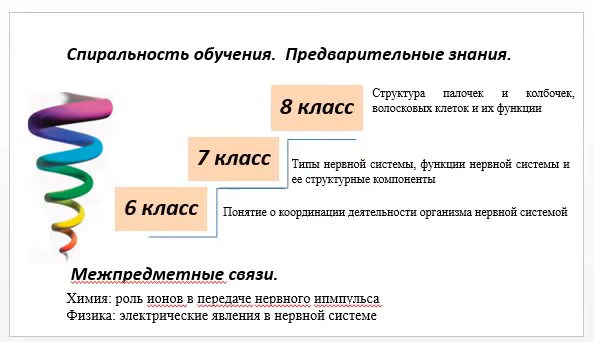 Спиральность обучения. Предварительные знания.
8 класс
Структура палочек и колбочек,
волосковых клеток и их функции
7 класс
Типы нервной системы, функции нервной системы и
ее структурные компоненты
6 класс
Понятие о координации деятельности организма нервной системой
Межпредметные связи.
Химия: роль ионов в передаче нервного ипмпульса
Физика: электрические явления в нервной системе